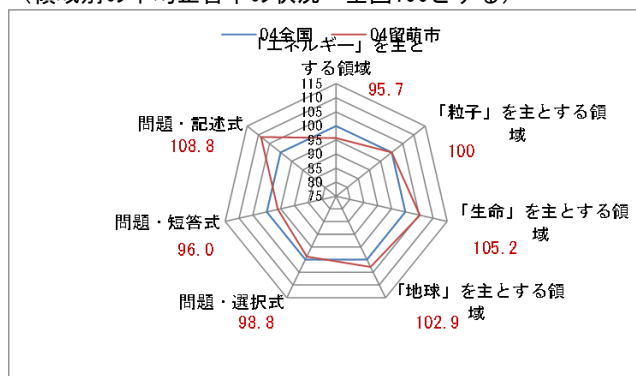 （領域別の平均正答率の状況　全国100とする）
04全国
04留萌市
「エネルギー」を主と
する領域
95.7
「粒子」を主とする領
域
100
「生命」を主とする領
域
105.2
「地球」を主とする領
域
102.9
問題・選択式
98.8
問題・短答式
96.0
問題・記述式
108.8
115
110
105
100
95
90
85
80
75